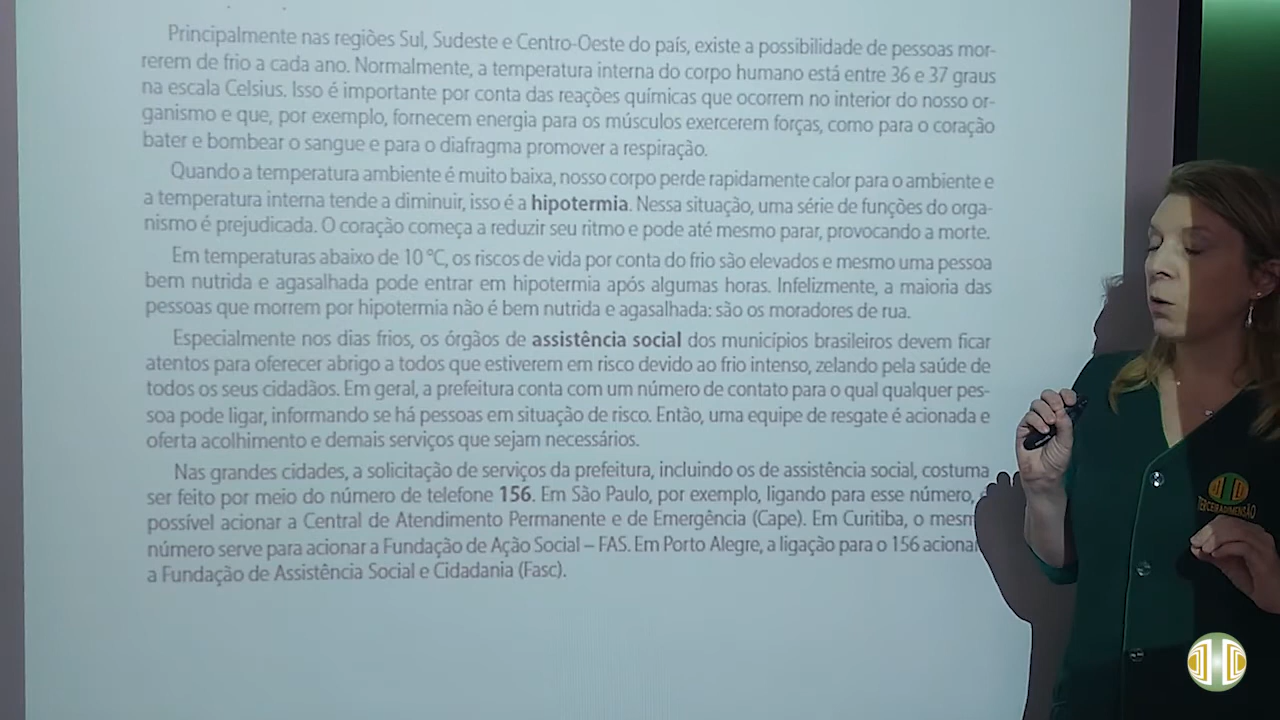 Principalmente nas regiões Sul, Sudeste e Centro-Oeste do país, existe a possibilidade de pessoas mor-
rerem de frio a cada ano. Normalmente, a temperatura interna do corpo humano está entre 36 e 37 graus
na escala Celsius. Isso é importante por conta das reações químicas que ocorrem no interior do nosso or-
ganismo e que, por exemplo, fornecem energia para os músculos exercerem forças, como para o coração
bater e bombear o sangue e para o diafragma promover a respiração.
Quando a temperatura ambiente é muito baixa, nosso corpo perde rapidamente calor para o ambiente e
a temperatura interna tende a diminuir, isso é a hipotermia. Nessa situação, uma série de funções do orga-
nismo é prejudicada. O coração começa a reduzir seu ritmo e pode até mesmo parar, provocando a morte.
Em temperaturas abaixo de 10 °C, os riscos de vida por conta do frio são elevados e mesmo uma pessoa
bem nutrida e agasalhada pode entrar em hipotermia após algumas horas. Infelizmente, a maioria das
pessoas que morrem por hipotermia não é bem nutrida e agasalhada: são os moradores de rua.
Especialmente nos dias frios, os órgãos de assistência social dos municípios brasileiros devem ficar
atentos para oferecer abrigo a todos que estiverem em risco devido ao frio intenso, zelando pela saúde de
todos os seus cidadãos. Em geral, a prefeitura conta com um número de contato para o qual qualquer pes-
soa pode ligar, informando se há pessoas em situação de risco. Então, uma equipe de resgate é acionada e
oferta acolhimento e demais serviços que sejam necessários.
Nas grandes cidades, a solicitação de serviços da prefeitura, incluindo os de assistência social, costuma
ser feito por meio do número de telefone 156. Em São Paulo, por exemplo, ligando para esse número,
possível acionar a Central de Atendimento Permanente e de Emergência (Cape). Em Curitiba, o mesm
número serve para acionar a Fundação de Ação Social – FAS. Em Porto Alegre, a ligação para o 156 aciona
a Fundação de Assistência Social e Cidadania (Fasc).
TERCEIRADIMENSÃO